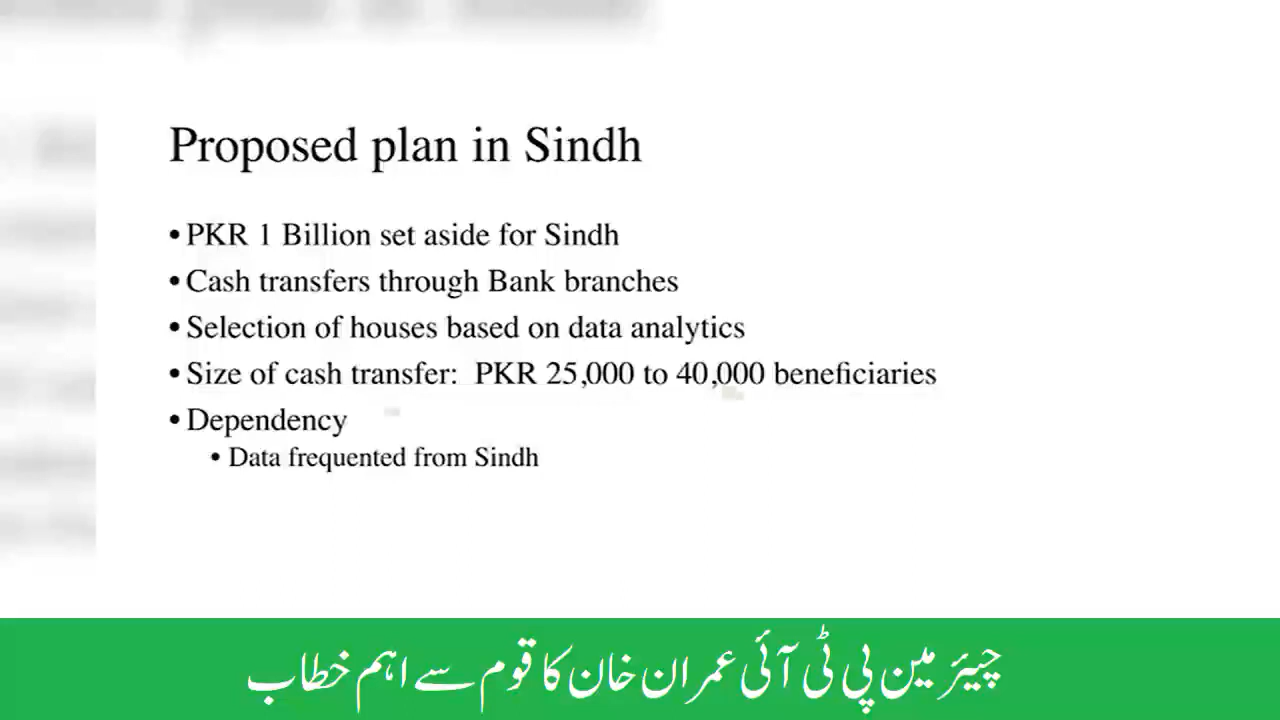 Proposed plan in Sindh
• PKR 1 Billion set aside for Sindh
• Cash transfers through Bank branches
• Selection of houses based on data analytics
• Size of cash transfer: PKR 25,000 to 40,000 beneficiaries
• Dependency
• Data frequented from Sindh
چیئر مین پی ٹی آئی عمران خان کا قوم سے اہم خطاب